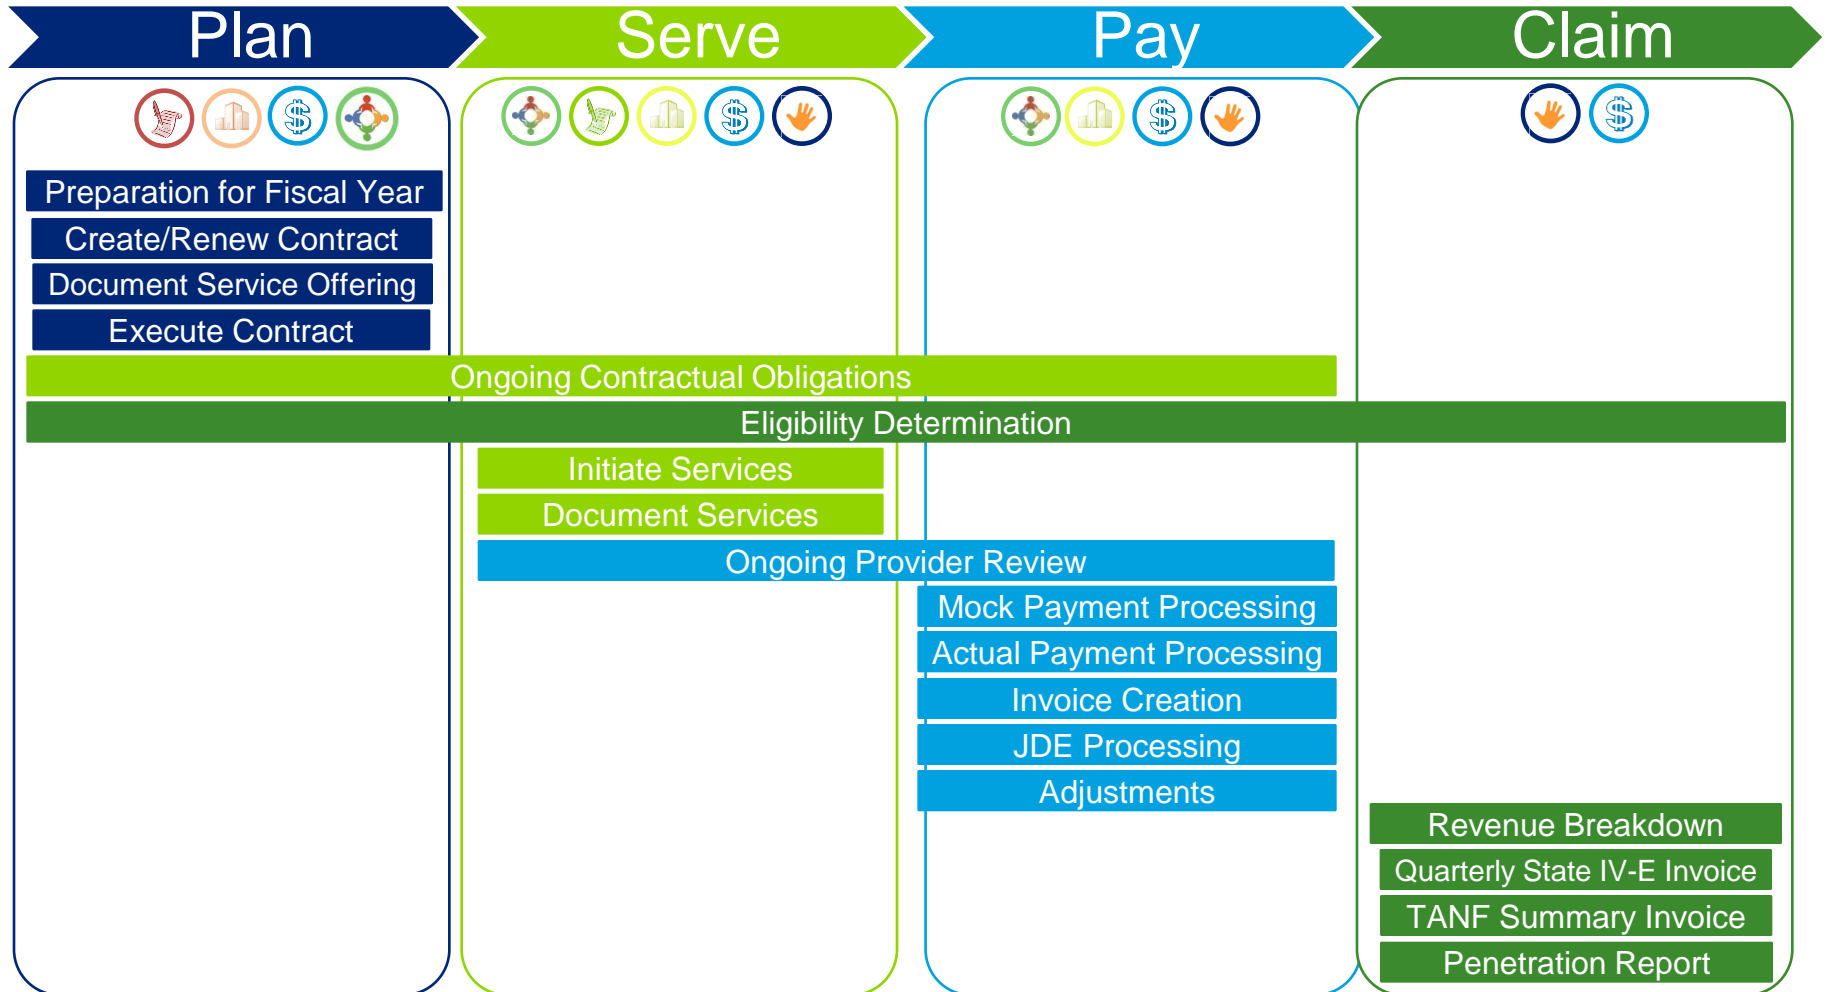 Plan
Serve
Pay
Claim
Preparation for Fiscal Year
Create/Renew Contract
Document Service Offering
Execute Contract
Ongoing Contractual Obligations
Eligibility Determination
Initiate Services
Document Services
Ongoing Provider Review
Mock Payment Processing
Actual Payment Processing
Invoice Creation
JDE Processing
Adjustments
Revenue Breakdown
Quarterly State IV-E Invoice
TANF Summary Invoice
Penetration Report